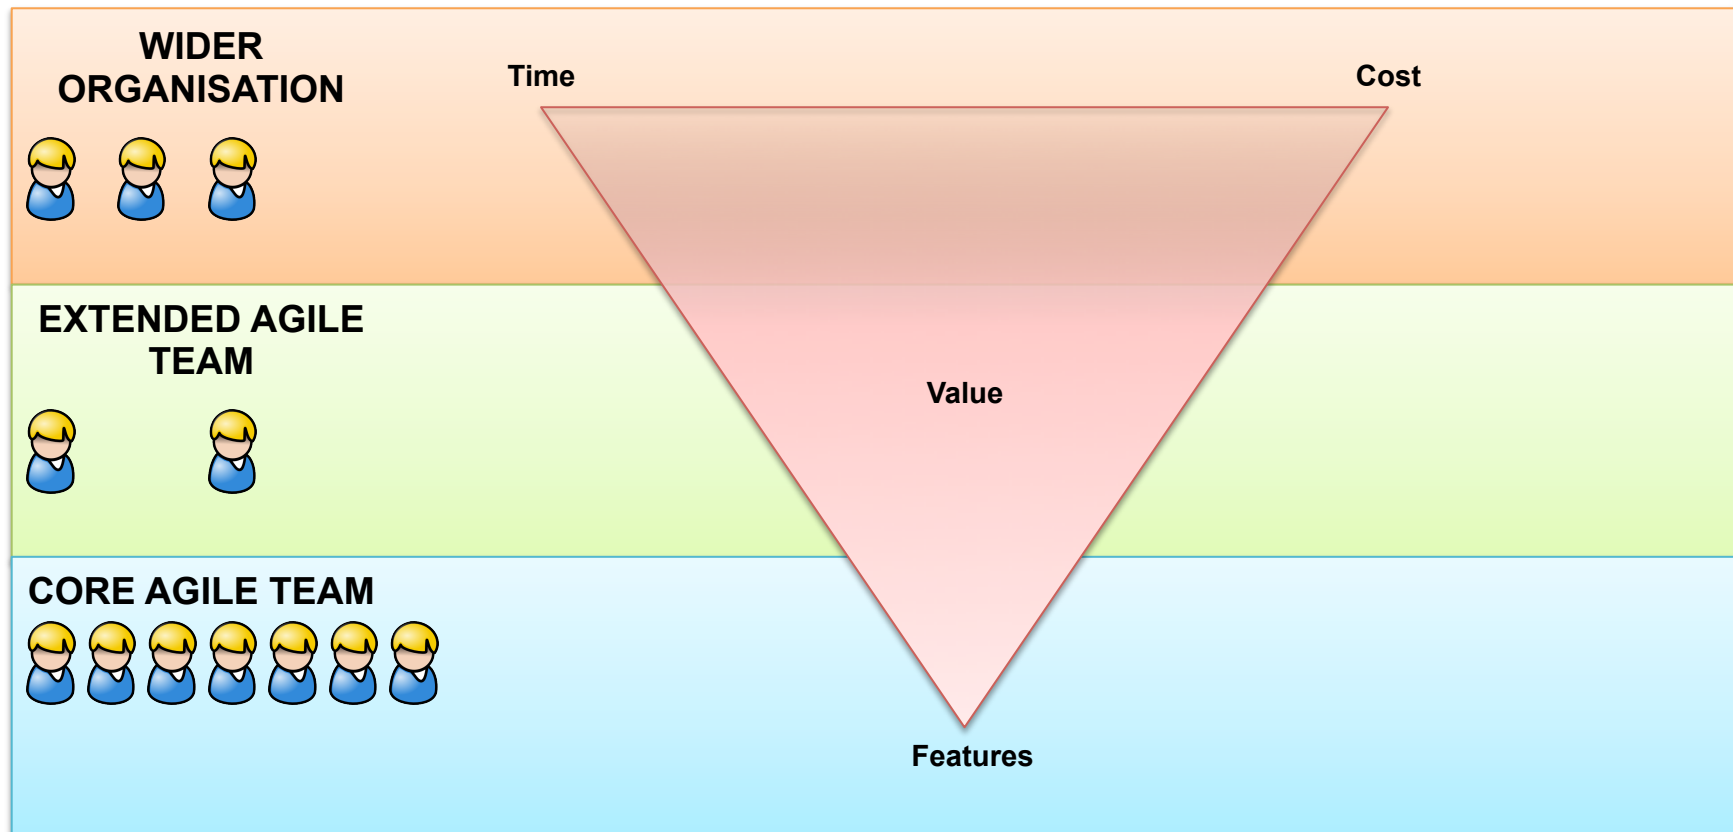 WIDER
ORGANISATION
Time
Cost
EXTENDED AGILE
TEAM
Value
CORE AGILE TEAM
Features